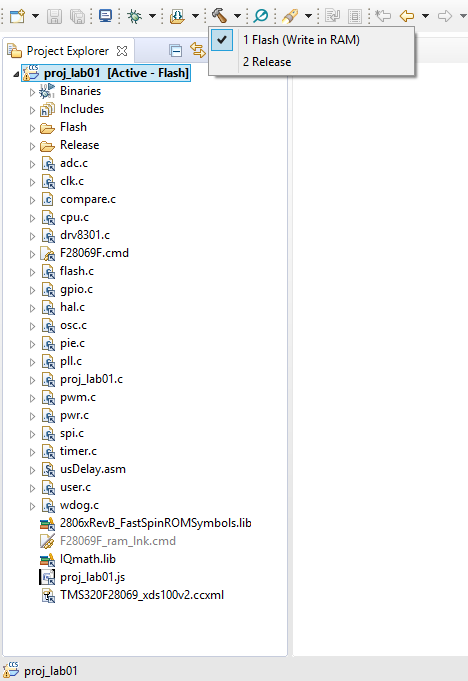 1 Flash (Write in RAM)
2 Release
Project Explorer
proj_lab01 [Active - Flash]
Binaries
Includes
Flash
Release
adc.c
clk.c
compare.c
cpu.c
drv8301.c
F28069F.cmd
flash.c
gpio.c
hal.c
osc.c
pie.c
pll.c
proj_lab01.c
pwm.c
pwr.c
spi.c
timer.c
usDelay.asm
user.c
wdog.c
2806xRevB_FastSpinROMSymbols.lib
F28069F_ram_lnk.cmd
IQmath.lib
proj_lab01.js
TMS320F28069_xds100v2.ccxml
proj_lab01